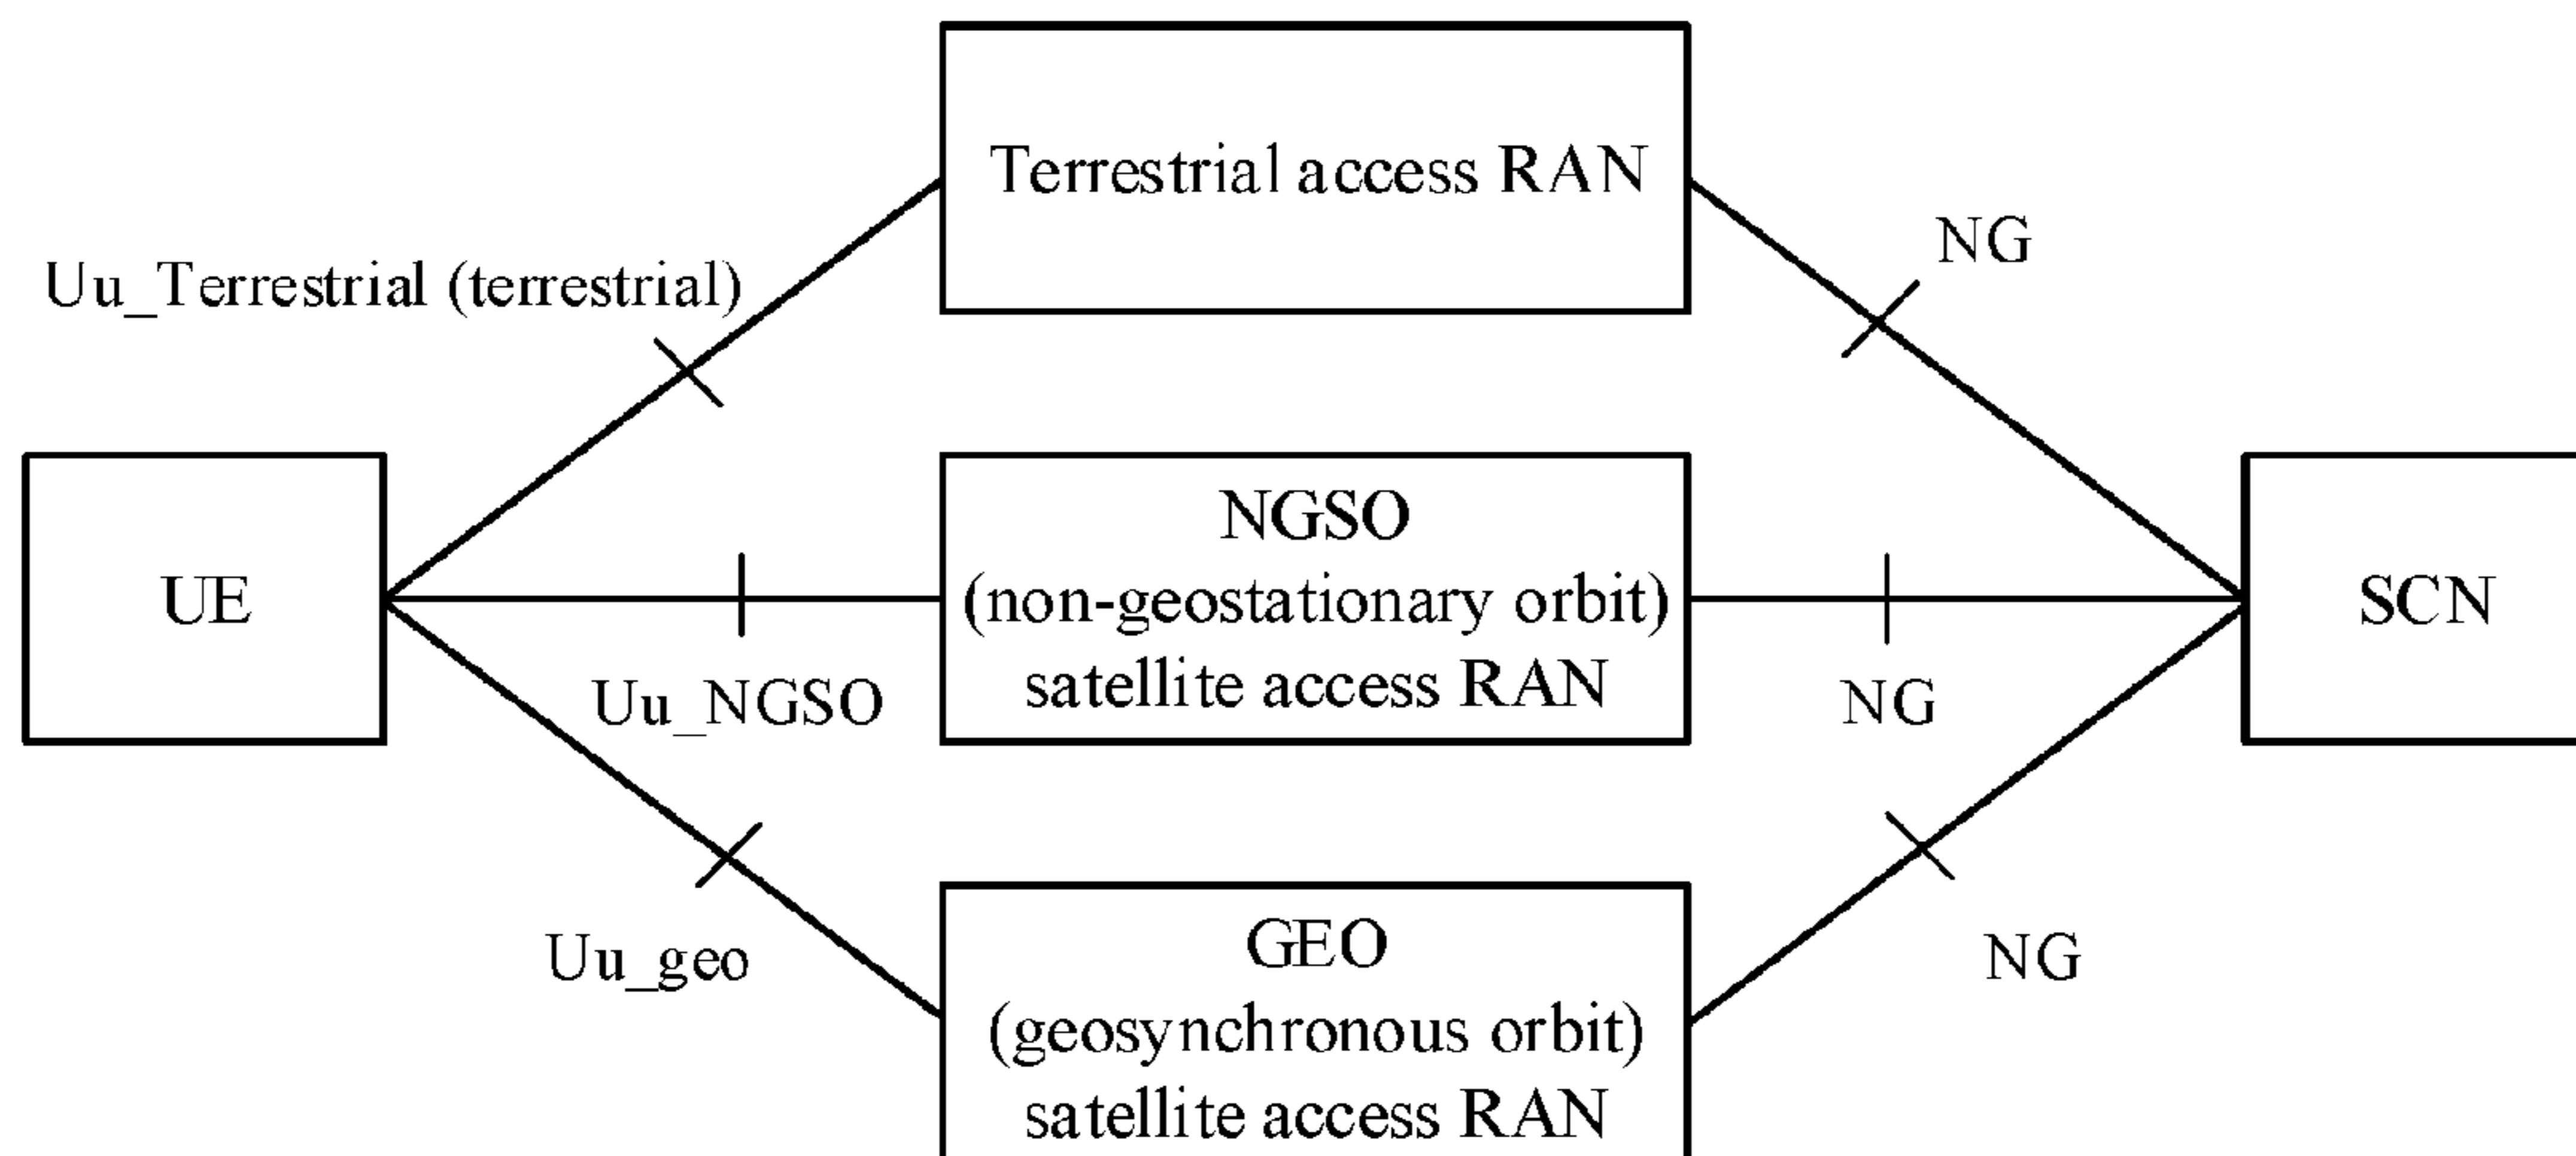 Terrestrial access RAN
NG
Uu_Terrestrial (terrestrial)
UE
NGSO
(non-geostationary orbit)
satellite access RAN
SCN
Uu_NGSO
NG
GEO
(geosynchronous orbit)
satellite access RAN
Uu_geo
NG